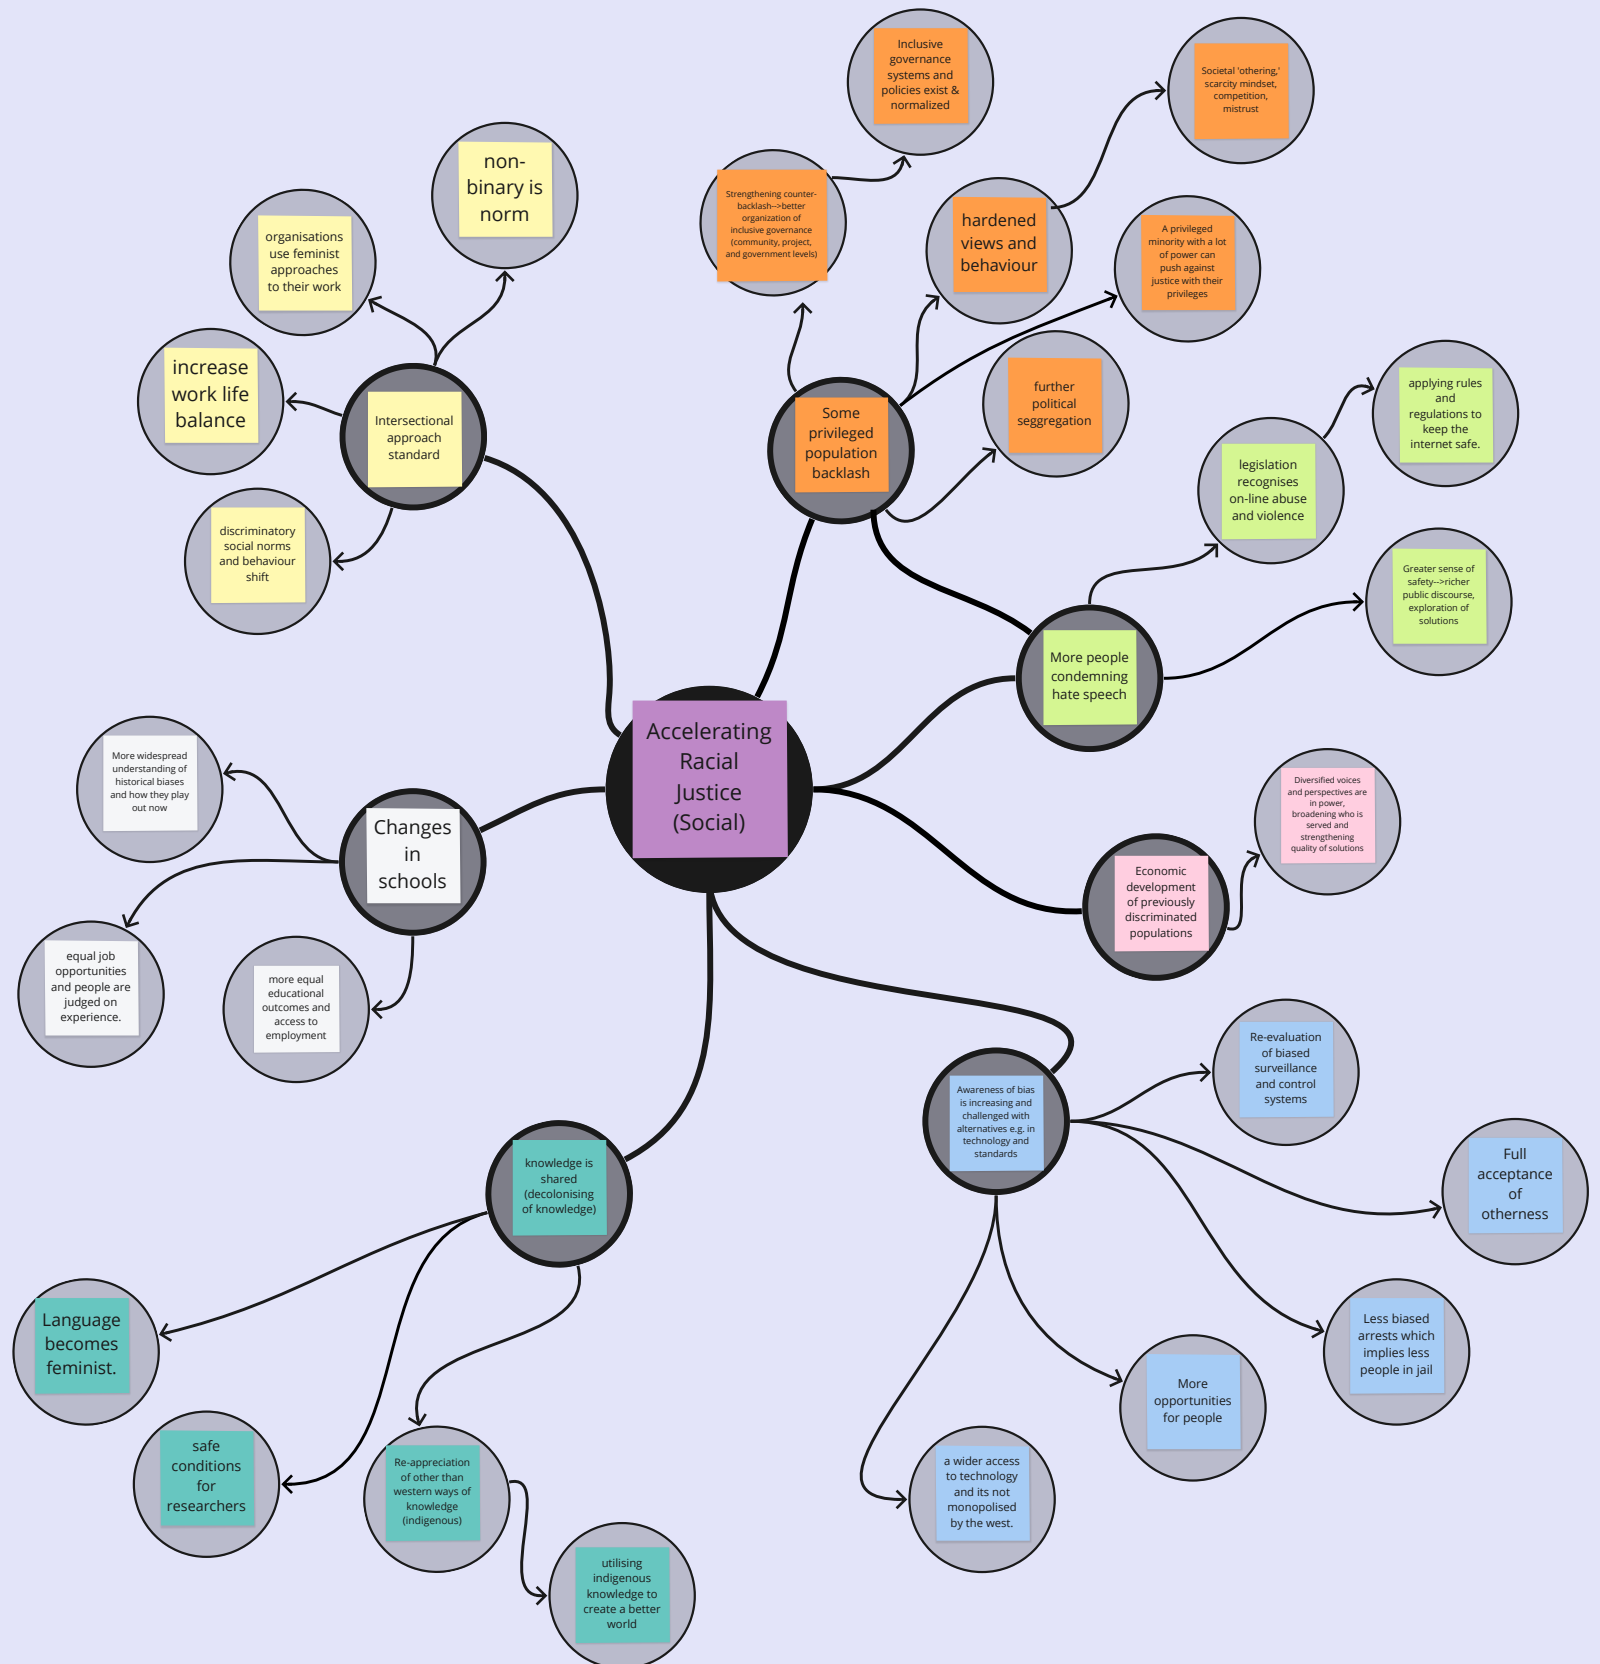 Inclusive
governance
systems and
policies exist &
normalized
Societal 'othering,'
scarcity mindset,
competition,
mistrust
non-
binary is
norm
Strengthening counter-
backlash-->better
organization of
inclusive governance
(community, project,
and government levels)
hardened
views and
behaviour
A privileged
minority with a lot
of power can
push against
justice with their
privileges
organisations
use feminist
approaches
to their work
increase
work life
balance
Intersectional
approach
standard
Some
privileged
population
backlash
further
political
seggregation
applying rules
and
regulations to
keep the
internet safe.
legislation
recognises
on-line abuse
and violence
discriminatory
social norms
and behaviour
shift
Greater sense of
safety-->richer
public discourse,
exploration of
solutions
More people
condemning
hate speech
Accelerating
Racial
Justice
(Social)
More widespread
understanding of
historical biases
and how they play
out now
Changes
in
schools
Diversified voices
and perspectives are
in power,
broadening who is
served and
strengthening
quality of solutions
Economic
development
of previously
discriminated
populations
equal job
opportunities
and people are
judged on
experience.
more equal
educational
outcomes and
access to
employment
Re-evaluation
of biased
surveillance
and control
systems
Awareness of bias
is increasing and
challenged with
alternatives e.g. in
technology and
standards
knowledge is
shared
(decolonising
of knowledge)
Full
acceptance
of
otherness
Language
becomes
feminist.
Less biased
arrests which
implies less
people in jail
More
opportunities
for people
safe
conditions
for
researchers
Re-appreciation
of other than
western ways of
knowledge
(indigenous)
a wider access
to technology
and its not
monopolised
by the west.
utilising
indigenous
knowledge to
create a better
world